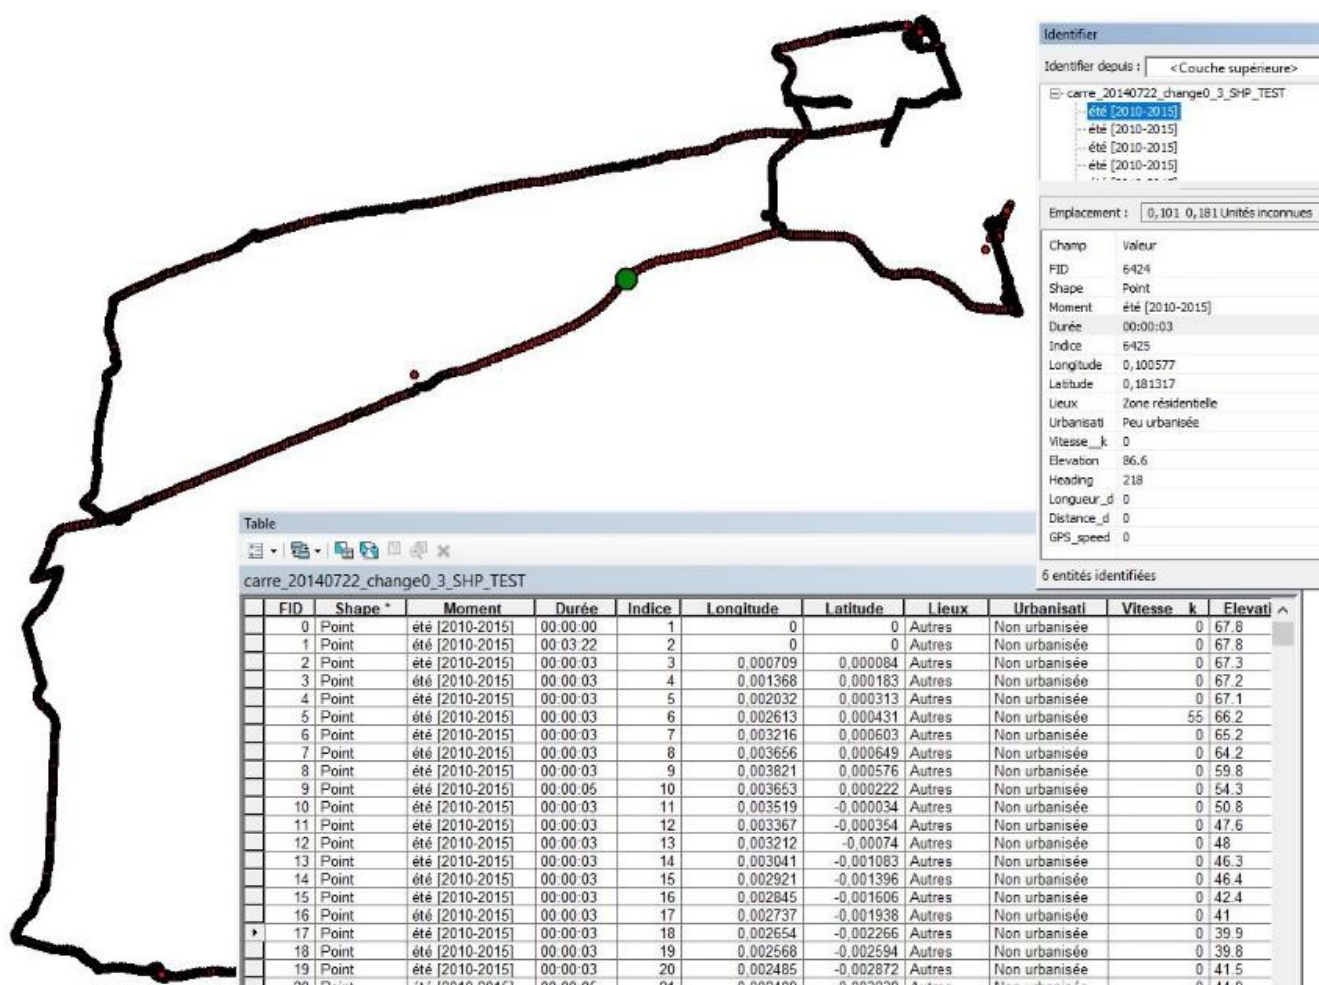 Identifier
Identifier depuis : <Couche supérieure>
carre_20140722_change0_3_SHP_TEST
été [2010-2015]
été [2010-2015]
été [2010-2015]
été [2010-2015]
Emplacement : 0,101 0,181 Unités inconnues
Champ Valeur
FID 6424
Shape Point
Moment été [2010-2015]
Durée 00:00:03
Indice 6425
Longitude 0,100577
Latitude 0,181317
Lieux Zone résidentielle
Urbanisati Peu urbanisée
Vitesse__k 0
Elevation 86.6
Heading 218
Longueur_d 0
Distance_d 0
GPS_speed 0
6 entités identifiées
Table
carre_20140722_change0_3_SHP_TEST
FID Shape * Moment Durée Indice Longitude Latitude Lieux Urbanisati Vitesse k Elevati
0 Point été [2010-2015] 00:00:00 1 0 0 Autres Non urbanisée 0 67.8
1 Point été [2010-2015] 00:03:22 2 0 0 Autres Non urbanisée 0 67.8
2 Point été [2010-2015] 00:00:03 3 0,000709 0,000084 Autres Non urbanisée 0 67.3
3 Point été [2010-2015] 00:00:03 4 0,001368 0,000183 Autres Non urbanisée 0 67.2
4 Point été [2010-2015] 00:00:03 5 0,002032 0,000313 Autres Non urbanisée 0 67.1
5 Point été [2010-2015] 00:00:03 6 0,002613 0,000431 Autres Non urbanisée 55 66.2
6 Point été [2010-2015] 00:00:03 7 0,003216 0,000603 Autres Non urbanisée 0 65.2
7 Point été [2010-2015] 00:00:03 8 0,003656 0,000649 Autres Non urbanisée 0 64.2
8 Point été [2010-2015] 00:00:03 9 0,003821 0,000576 Autres Non urbanisée 0 59.8
9 Point été [2010-2015] 00:00:05 10 0,003653 0,000222 Autres Non urbanisée 0 54.3
10 Point été [2010-2015] 00:00:03 11 0,003519 -0,000034 Autres Non urbanisée 0 50.8
11 Point été [2010-2015] 00:00:03 12 0,003367 -0,000354 Autres Non urbanisée 0 47.6
12 Point été [2010-2015] 00:00:03 13 0,003212 -0,00074 Autres Non urbanisée 0 48
13 Point été [2010-2015] 00:00:03 14 0,003041 -0,001083 Autres Non urbanisée 0 46.3
14 Point été [2010-2015] 00:00:03 15 0,002921 -0,001396 Autres Non urbanisée 0 46.4
15 Point été [2010-2015] 00:00:03 16 0,002845 -0,001606 Autres Non urbanisée 0 42.4
16 Point été [2010-2015] 00:00:03 17 0,002737 -0,001938 Autres Non urbanisée 0 41
17 Point été [2010-2015] 00:00:03 18 0,002654 -0,002266 Autres Non urbanisée 0 39.9
18 Point été [2010-2015] 00:00:03 19 0,002568 -0,002594 Autres Non urbanisée 0 39.8
19 Point été [2010-2015] 00:00:03 20 0,002485 -0,002872 Autres Non urbanisée 0 41.5